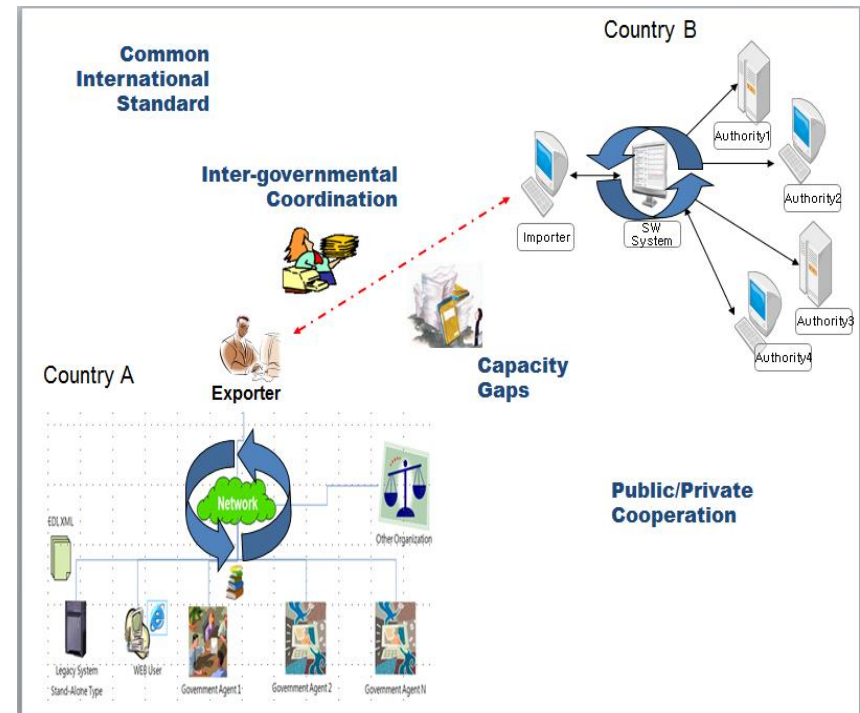 Country B
Common
International
Standard
Authority1
Inter-governmental
Coordination
Authority2
Importer
SW
System
Authority3
Authority4
Capacity
Gaps
Country A
Exporter
Network
Public/Private
Cooperation
EDI, XML
Other Organization
Legacy System
Stand-Alone Type
WEB User
Government Agent 1
Government Agent 2
Government Agent N